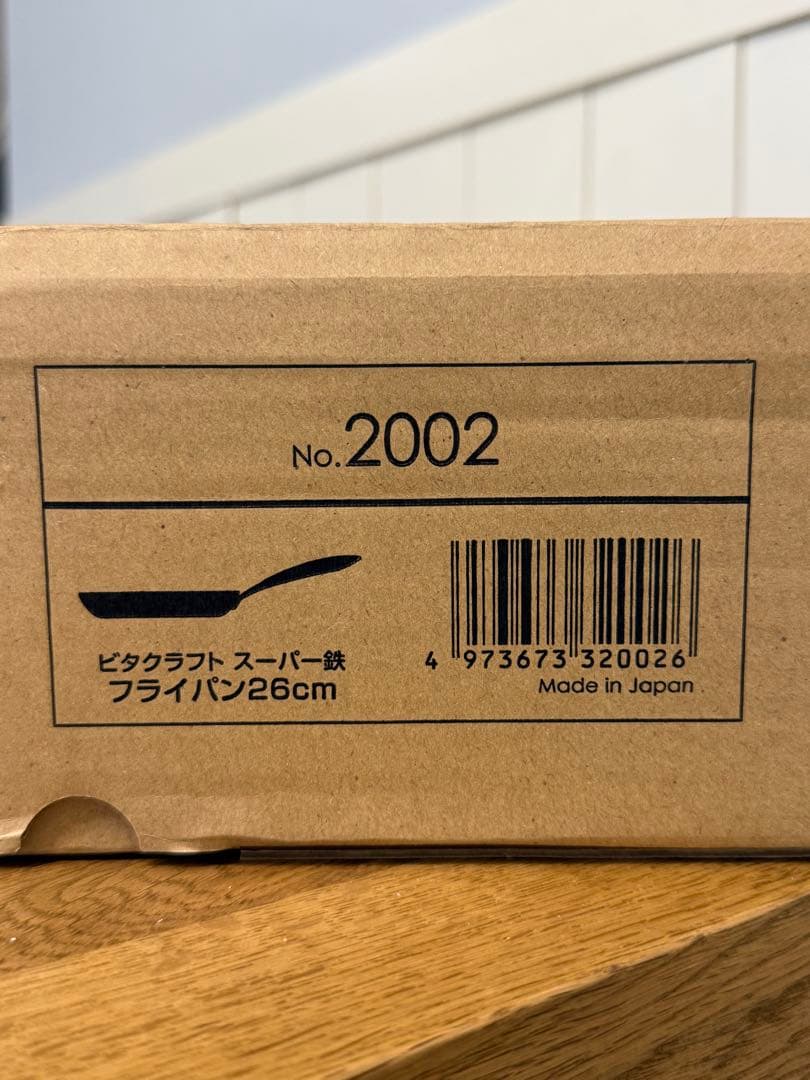 No.2002
ビタクラフト スーパー鉄
フライパン26cm
4 973673 320026
Made in Japan